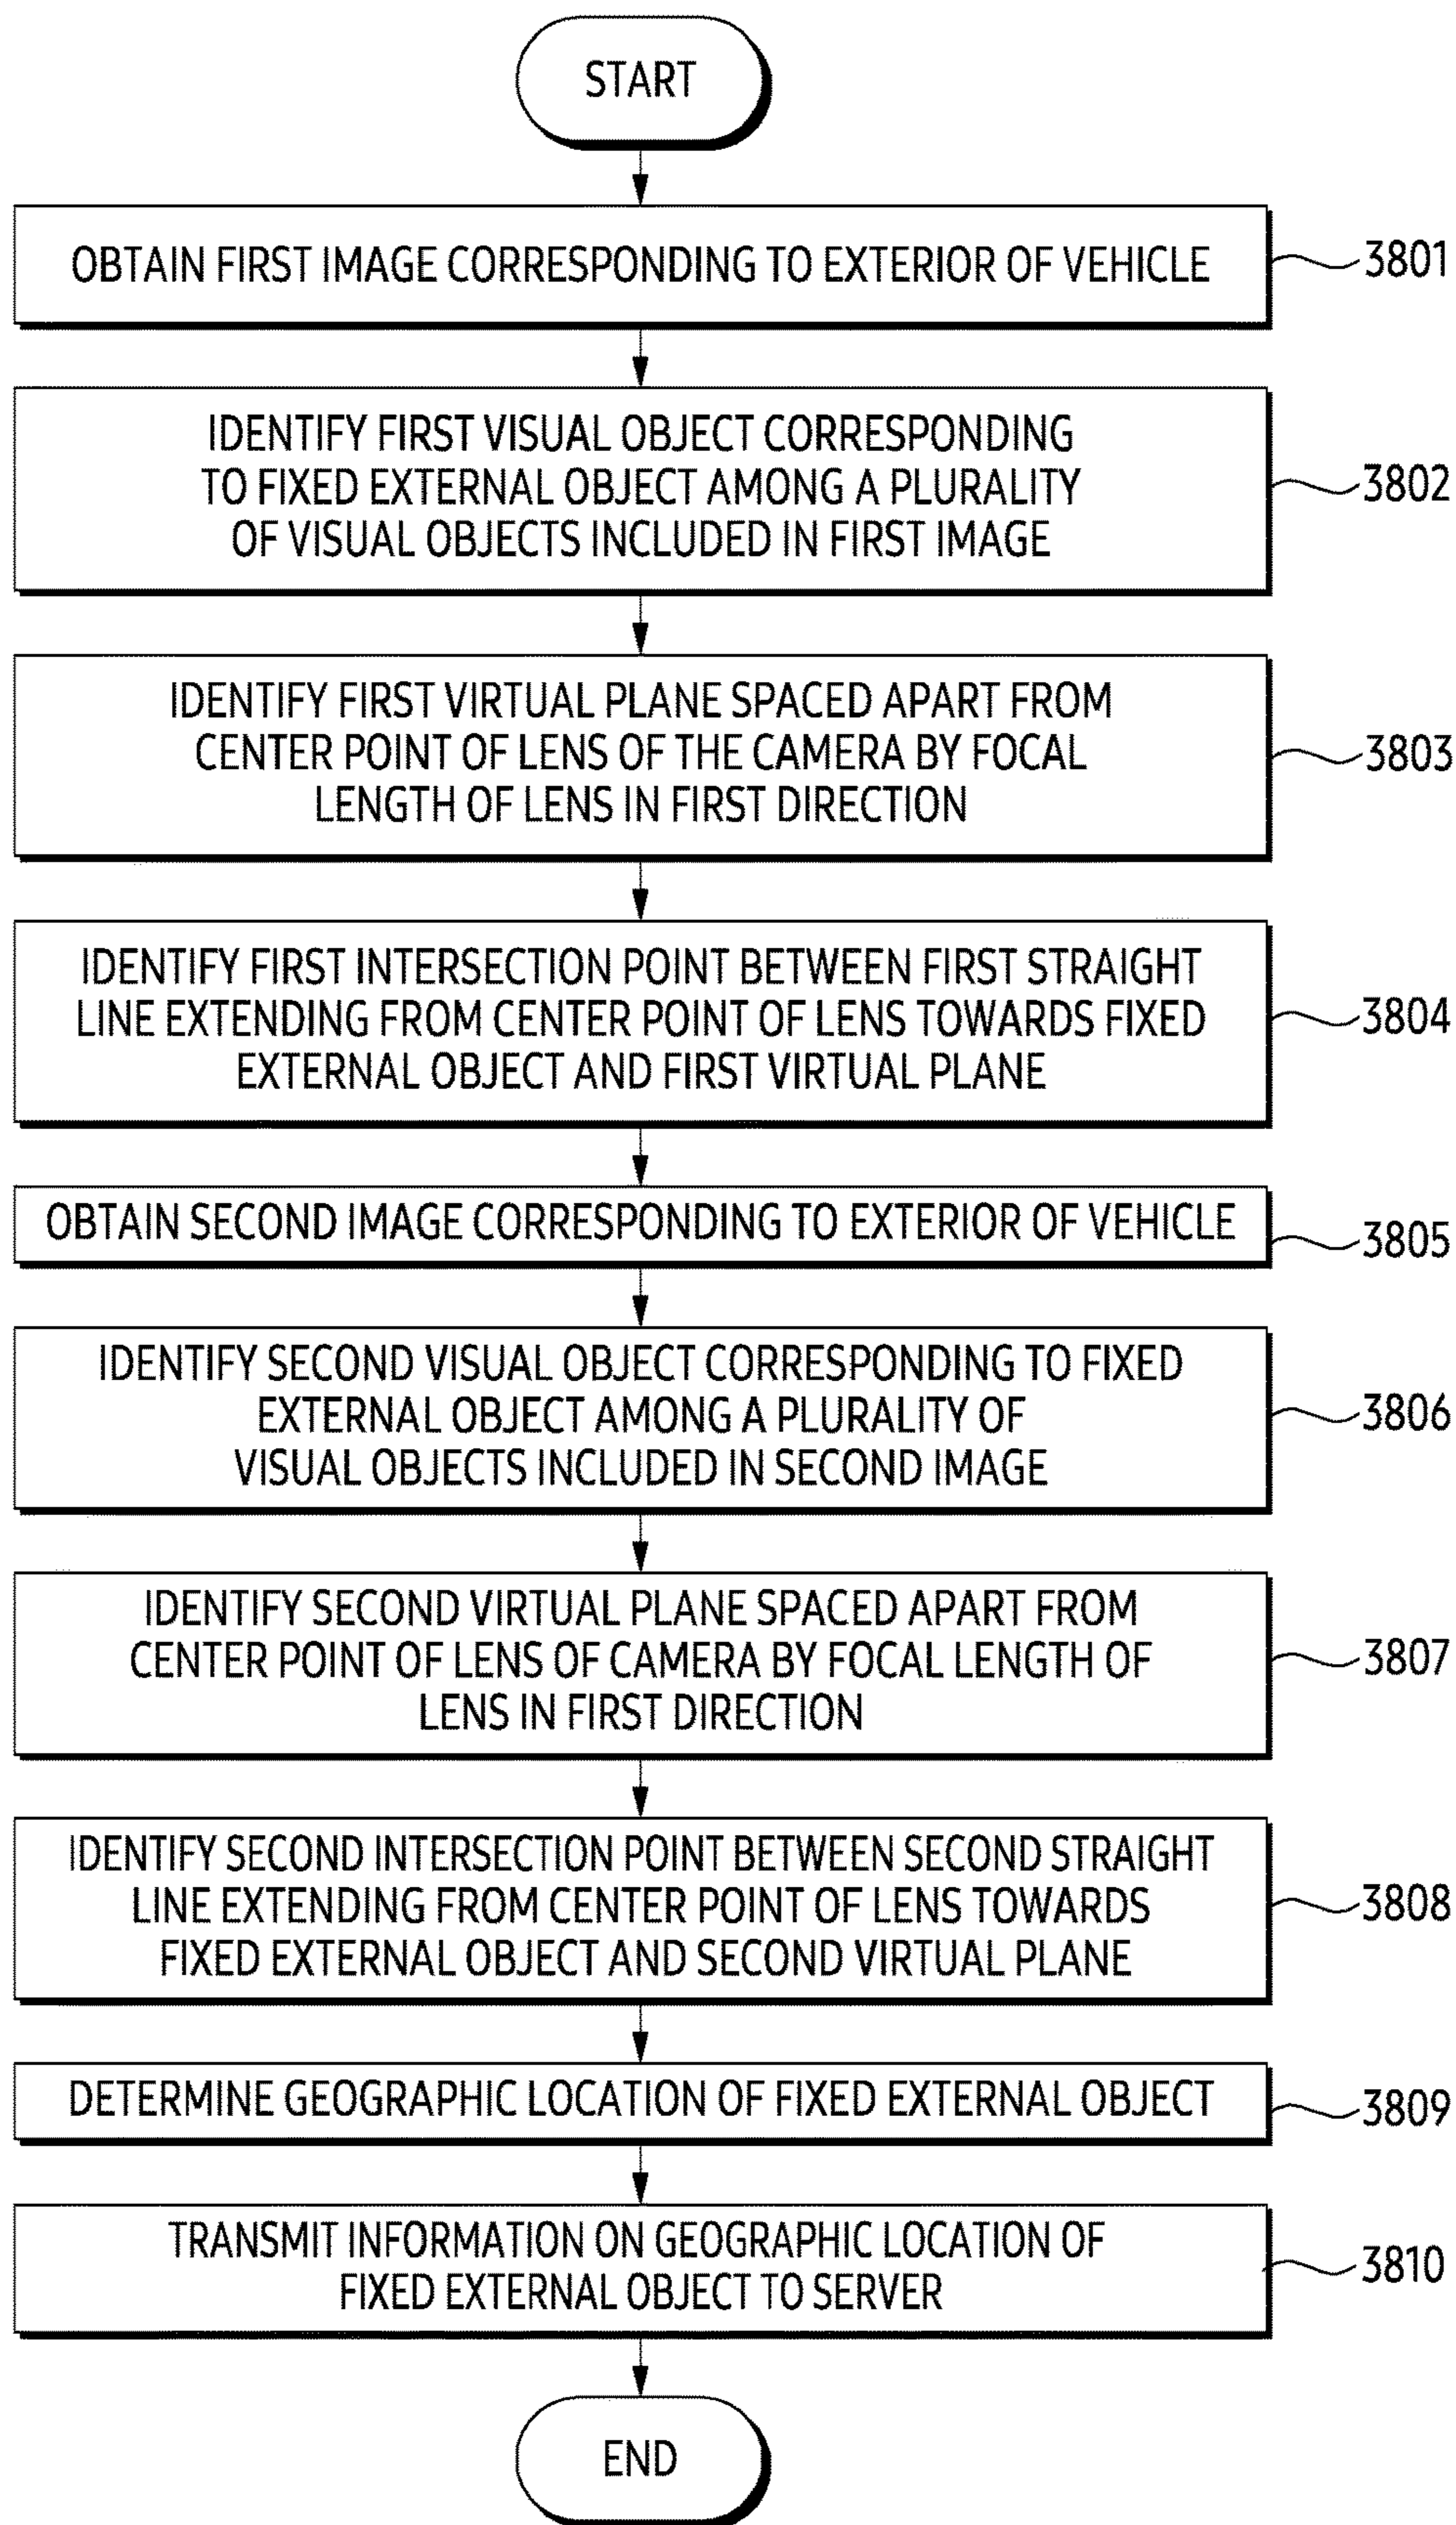 START
OBTAIN FIRST IMAGE CORRESPONDING TO EXTERIOR OF VEHICLE
3801
IDENTIFY FIRST VISUAL OBJECT CORRESPONDING
TO FIXED EXTERNAL OBJECT AMONG A PLURALITY
OF VISUAL OBJECTS INCLUDED IN FIRST IMAGE
3802
IDENTIFY FIRST VIRTUAL PLANE SPACED APART FROM
CENTER POINT OF LENS OF THE CAMERA BY FOCAL
LENGTH OF LENS IN FIRST DIRECTION
3803
IDENTIFY FIRST INTERSECTION POINT BETWEEN FIRST STRAIGHT
LINE EXTENDING FROM CENTER POINT OF LENS TOWARDS FIXED
EXTERNAL OBJECT AND FIRST VIRTUAL PLANE
3804
OBTAIN SECOND IMAGE CORRESPONDING TO EXTERIOR OF VEHICLE
3805
IDENTIFY SECOND VISUAL OBJECT CORRESPONDING TO FIXED
EXTERNAL OBJECT AMONG A PLURALITY OF
VISUAL OBJECTS INCLUDED IN SECOND IMAGE
3806
IDENTIFY SECOND VIRTUAL PLANE SPACED APART FROM
CENTER POINT OF LENS OF CAMERA BY FOCAL LENGTH OF
LENS IN FIRST DIRECTION
3807
IDENTIFY SECOND INTERSECTION POINT BETWEEN SECOND STRAIGHT
LINE EXTENDING FROM CENTER POINT OF LENS TOWARDS
FIXED EXTERNAL OBJECT AND SECOND VIRTUAL PLANE
3808
DETERMINE GEOGRAPHIC LOCATION OF FIXED EXTERNAL OBJECT
3809
TRANSMIT INFORMATION ON GEOGRAPHIC LOCATION OF
FIXED EXTERNAL OBJECT TO SERVER
3810
END